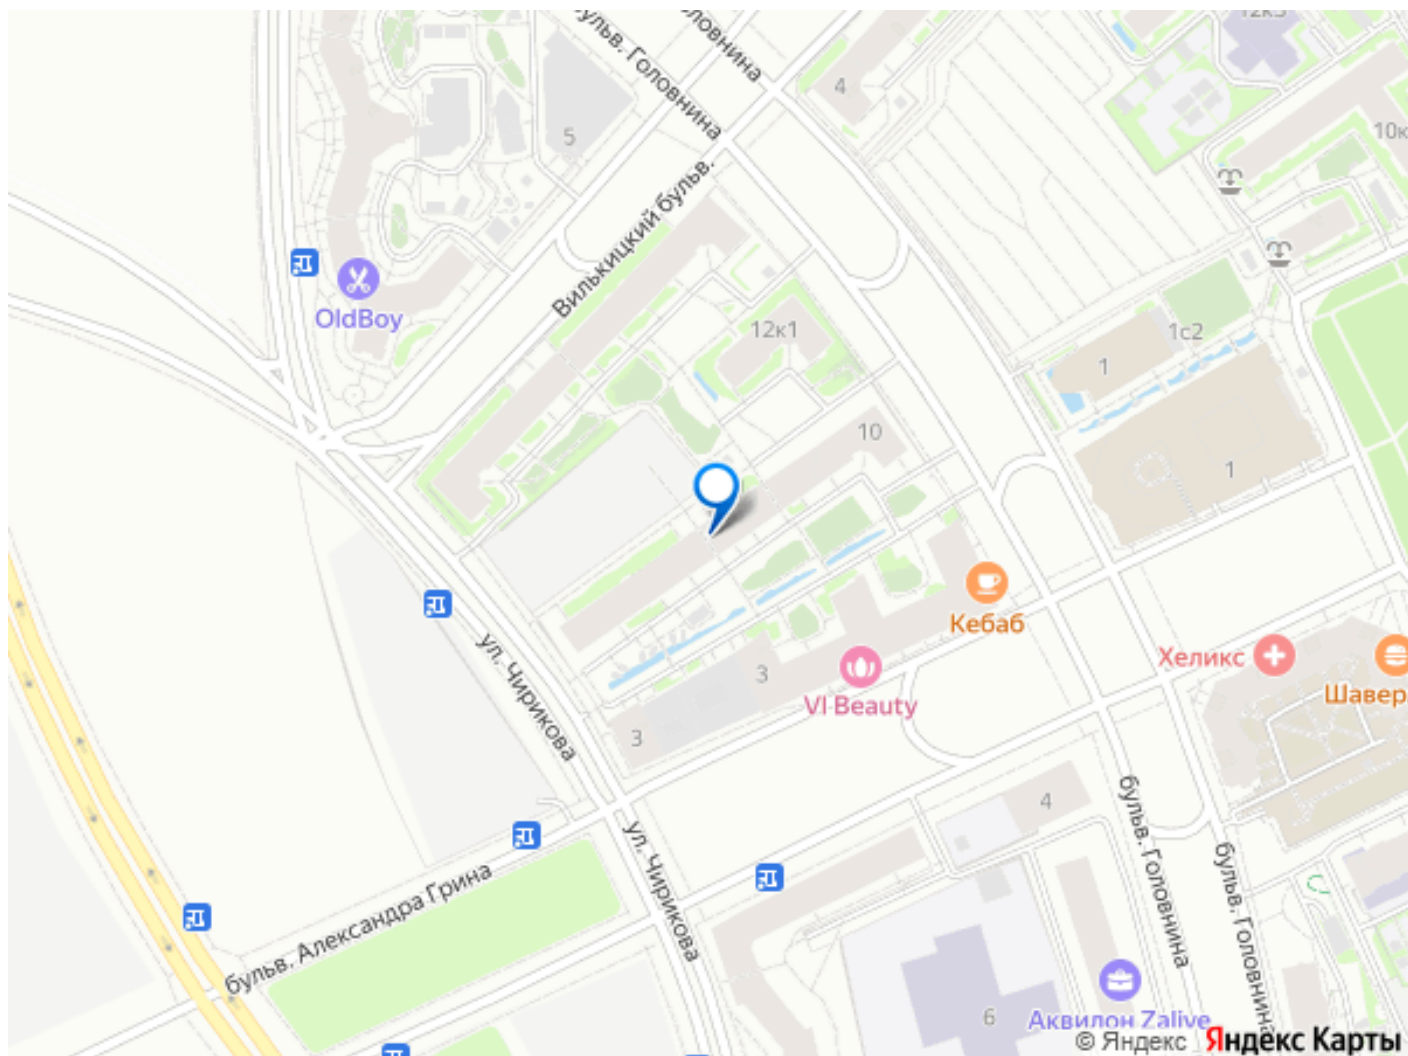 бульв. Головнина
ловнина
12к3
4
5
10к
Вилькицкий бульв.
OldBoy
12к1
1с2
1
10
1
Кебаб
ул. Чирикова
3
VI Beauty
Хеликс
Шавер
3
4
бульв. Головнина
ул. Чирикова
бульв. Головнина
бульв. Александра Грина
6
Аквилон Zalive
© Яндекс Яндекс Карты